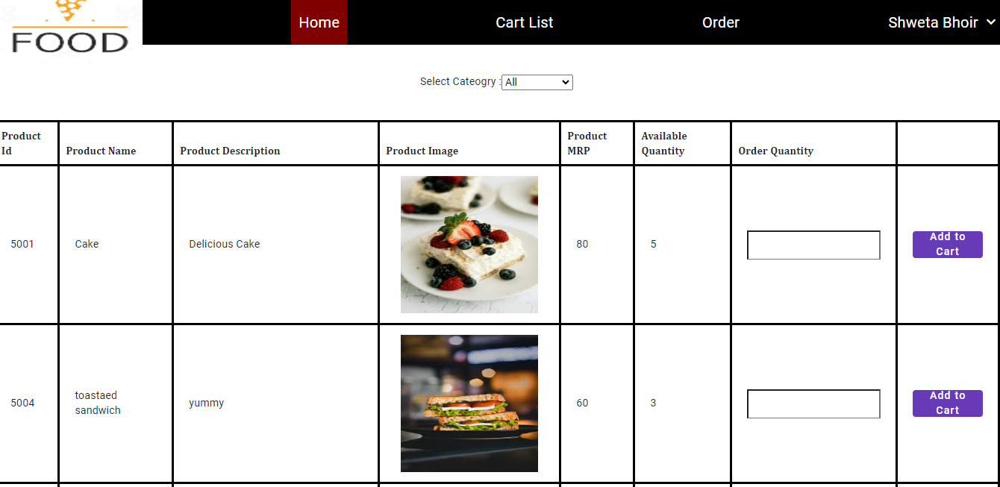 FOOD
Home Cart List Order Shweta Bhoir
Select Cateogry : All
Product
Id
Product Name
Product Description
Product Image
Product
MRP
Available
Quantity
Order Quantity
5001
Cake
Delicious Cake
80
5
Add to
Cart
5004
toastaed
sandwich
yummy
60
3
Add to
Cart